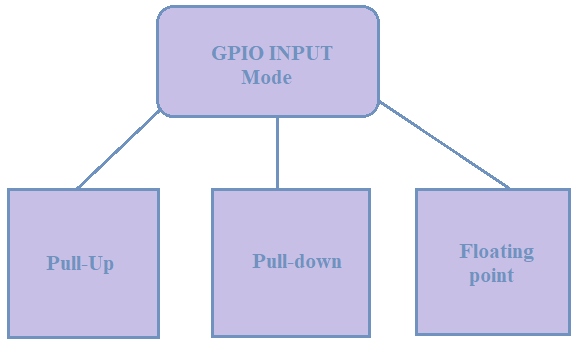 GPIO INPUT
Mode
Pull-Up
Pull-down
Floating
point